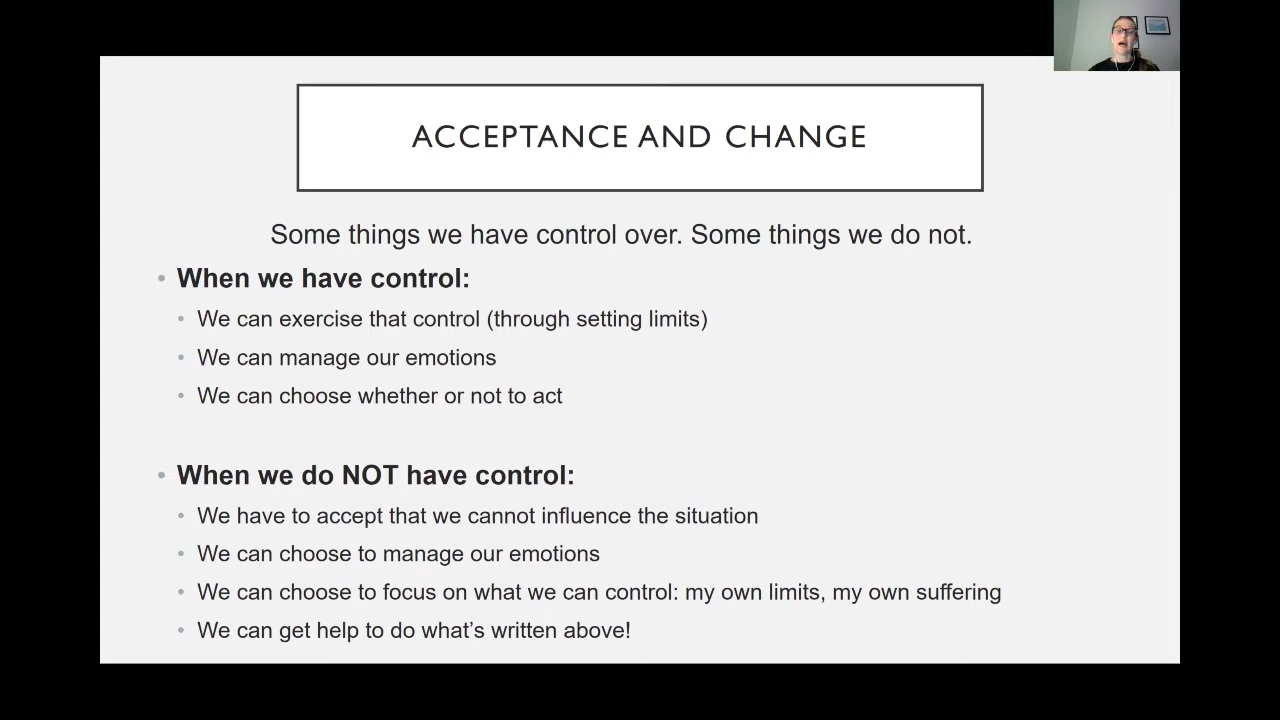 ACCEPTANCE AND CHANGE
Some things we have control over. Some things we do not.
• When we have control:
• We can exercise that control (through setting limits)
• We can manage our emotions
• We can choose whether or not to act
• When we do NOT have control:
• We have to accept that we cannot influence the situation
• We can choose to manage our emotions
• We can choose to focus on what we can control: my own limits, my own suffering
• We can get help to do what’s written above!